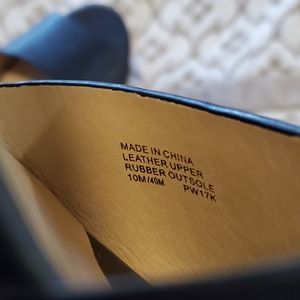 MADE IN CHINA
LEATHER UPPER
RUBBER OUTSOLE
10M/40M PW17K